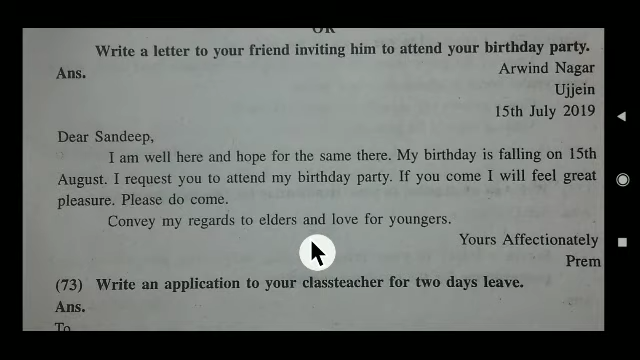 OR
Write a letter to your friend inviting him to attend your birthday party.
Ans.
Arwind Nagar
Ujjein
15th July 2019
Dear Sandeep,
I am well here and hope for the same there. My birthday is falling on 15th
August. I request you to attend my birthday party. If you come I will feel great
pleasure. Please do come.
Convey my regards to elders and love for youngers.
Yours Affectionately
Prem
(73) Write an application to your classteacher for two days leave.
Ans.
To